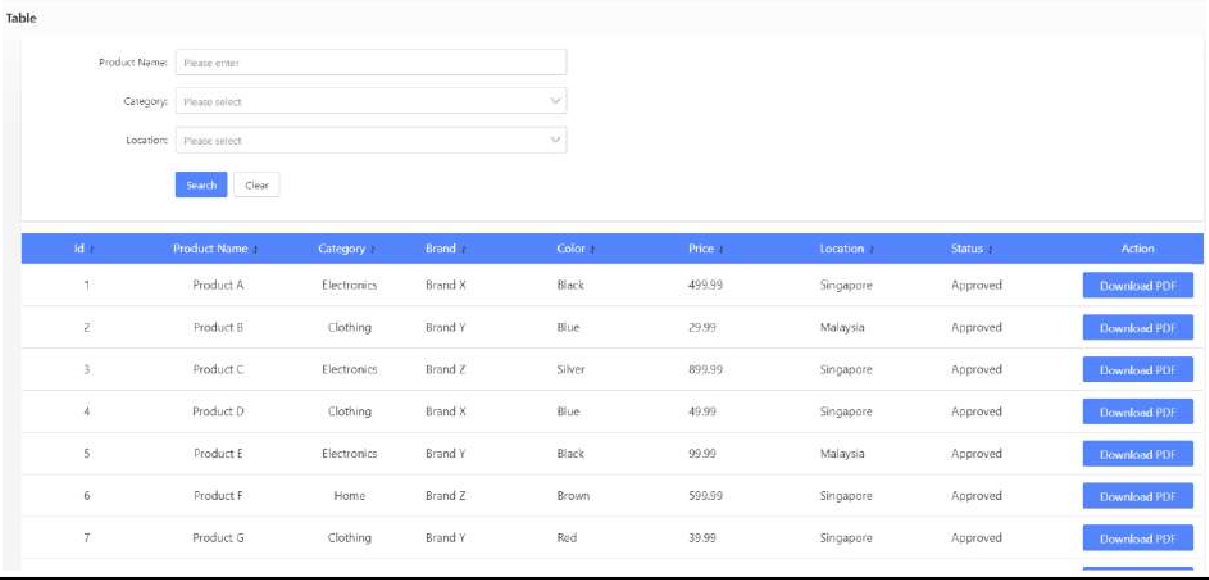 Table
Product Name: Please enter
Category: Please select
Location: Please select
Search Clear
Id Product Name Category Brand Color Price Location Status Action
1 Product A Electronics Brand X Black 499.99 Singapore Approved Download PDF
2 Product B Clothing Brand Y Blue 29.99 Malaysia Approved Download PDF
3 Product C Electronics Brand Z Silver 899.99 Singapore Approved Download PDF
4 Product D Clothing Brand X Blue 49.99 Singapore Approved Download PDF
5 Product E Electronics Brand Y Black 99.99 Malaysia Approved Download PDF
6 Product F Home Brand Z Brown 599.99 Singapore Approved Download PDF
7 Product G Clothing Brand Y Red 39.99 Singapore Approved Download PDF